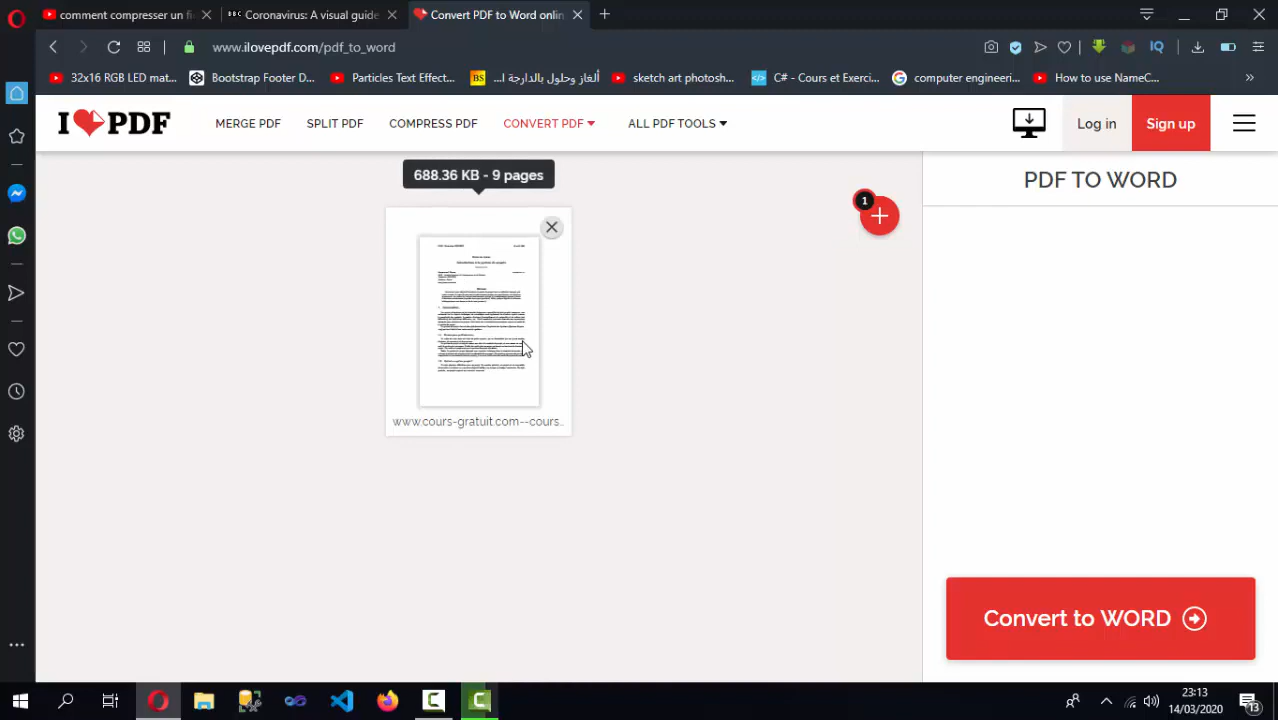 comment compresser un fi
BBC Coronavirus: A visual guide
Convert PDF to Word onlin
www.ilovepdf.com/pdf_to_word
32x16 RGB LED mat...
Bootstrap Footer D...
Particles Text Effect...
BS ألغاز وحلول بالدارجة ا...
sketch art photosh...
C# - Cours et Exerci...
computer engineeri...
How to use NameC...
I PDF
MERGE PDF
SPLIT PDF
COMPRESS PDF
CONVERT PDF
ALL PDF TOOLS
Log in
Sign up
688.36 KB - 9 pages
PDF TO WORD
1
www.cours-gratuit.com--cours..
Convert to WORD
23:13
14/03/2020
13